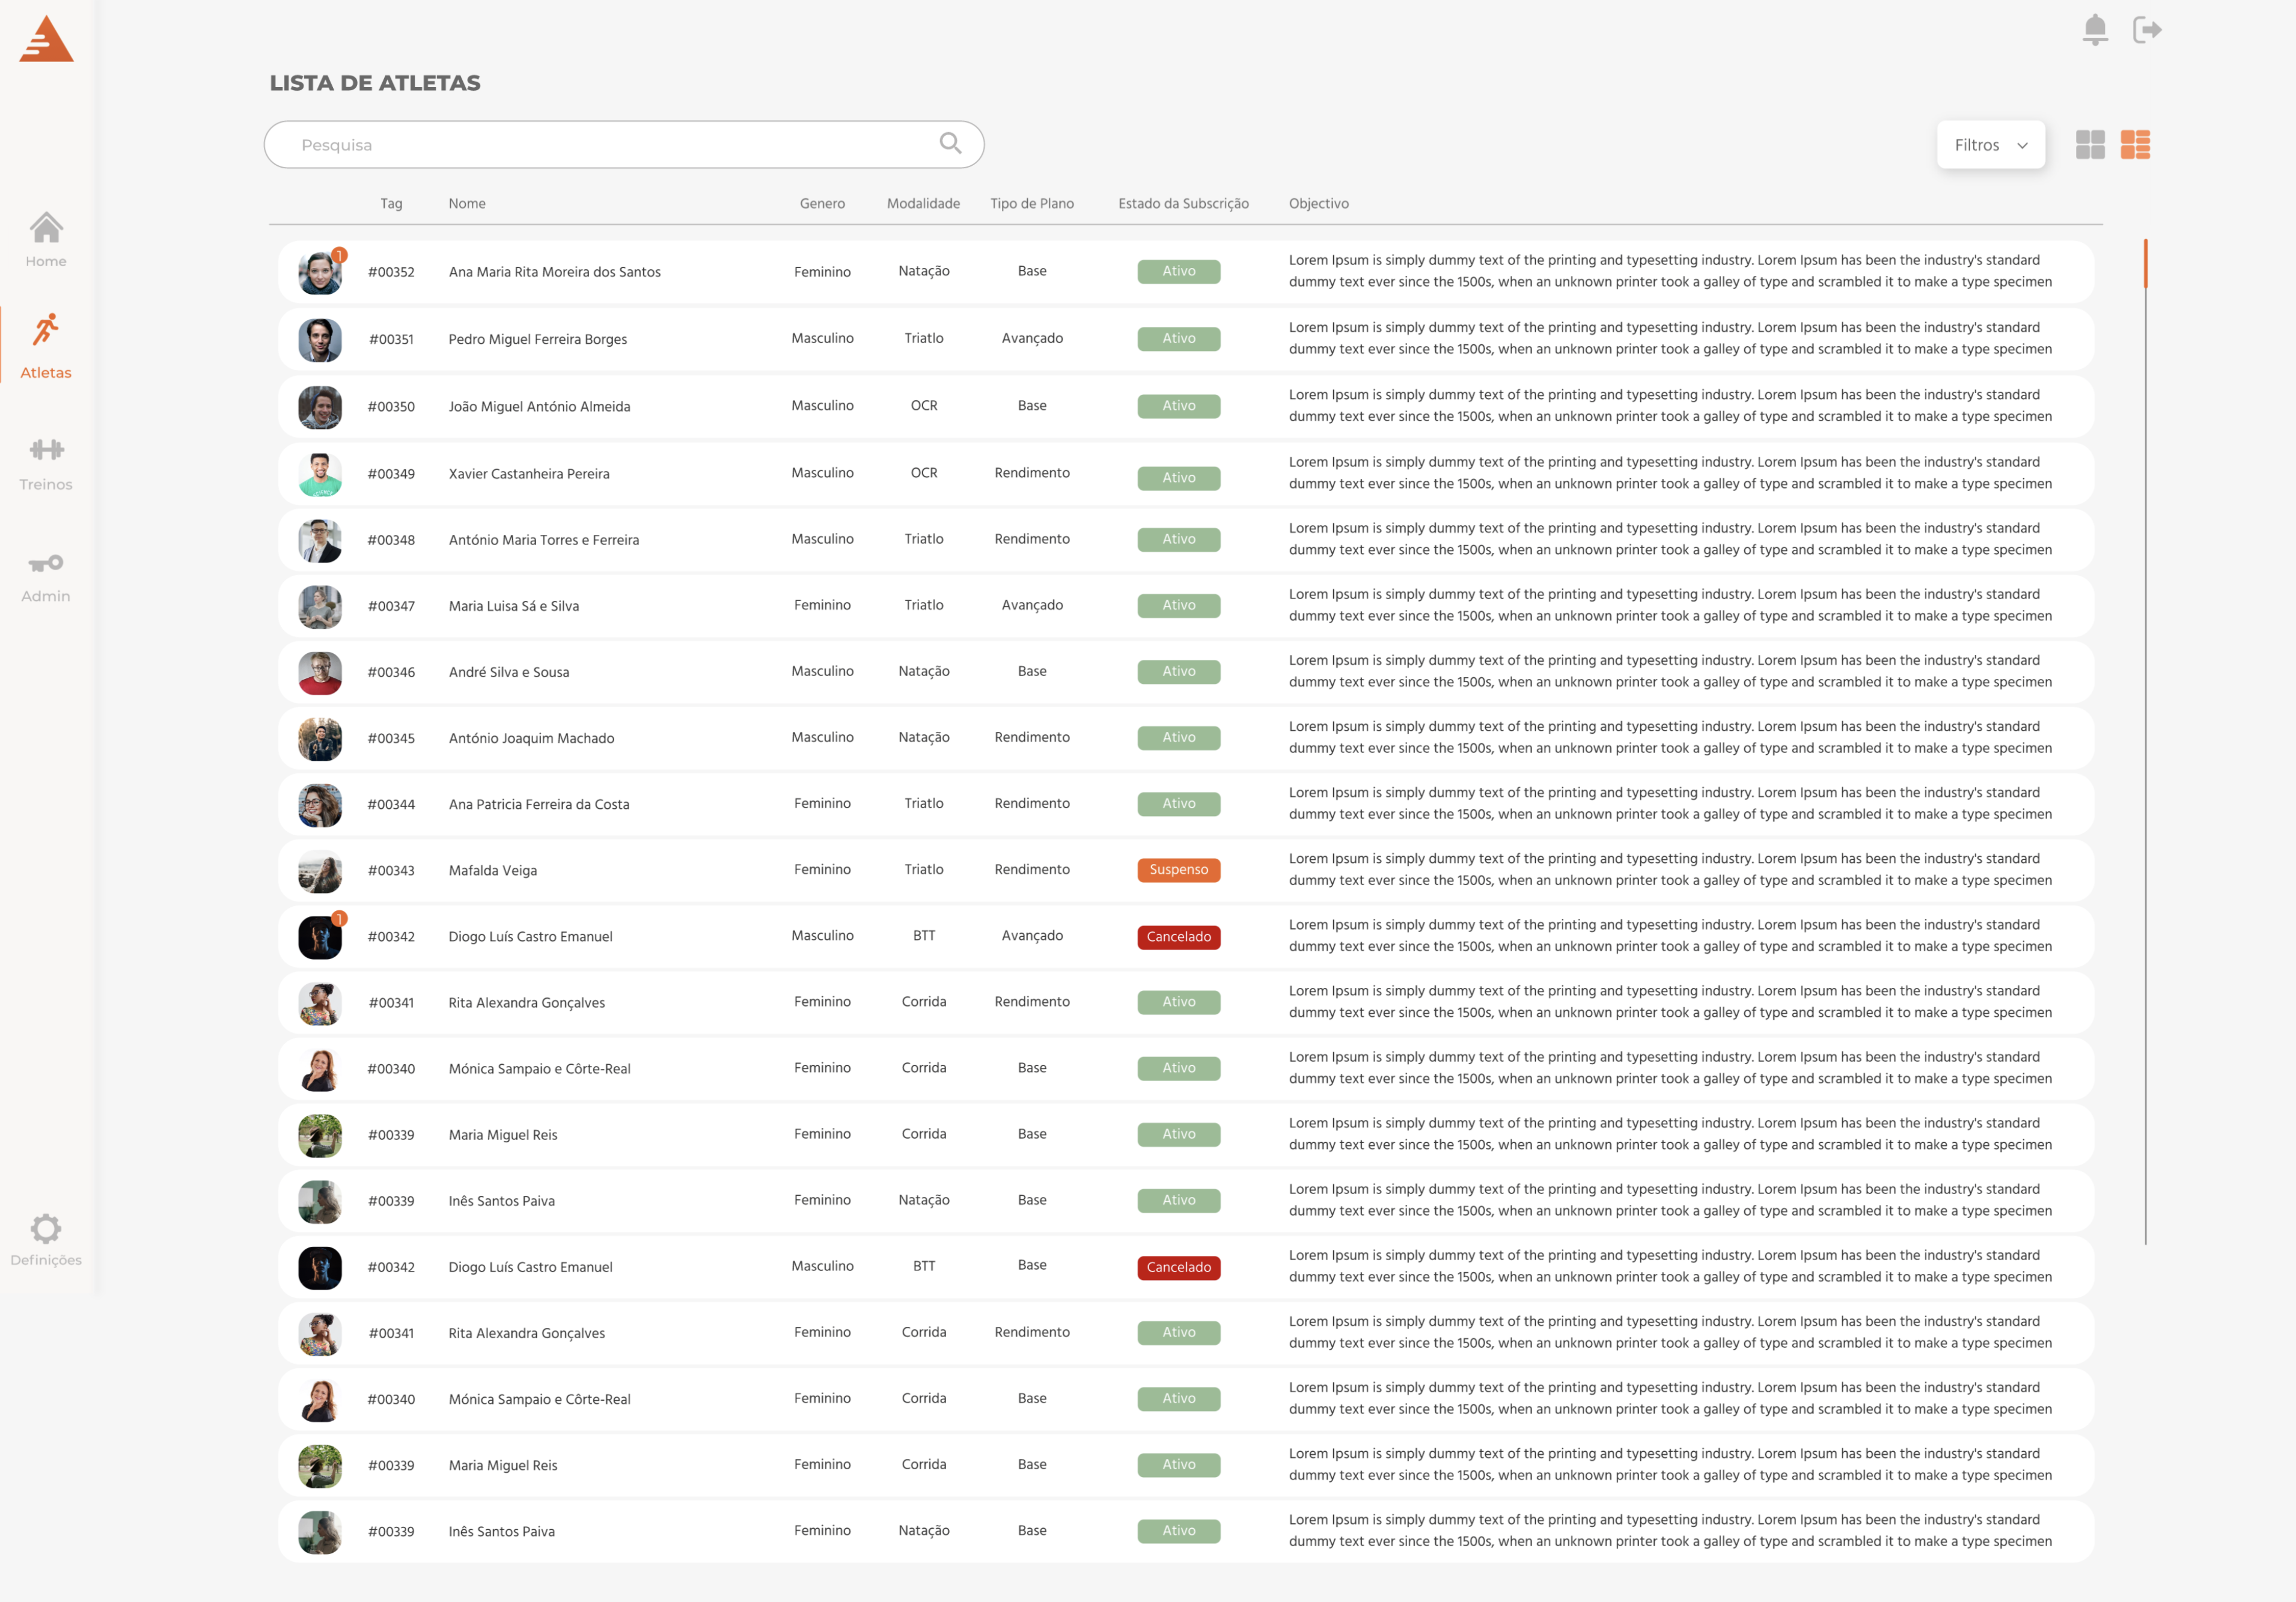 LISTA DE ATLETAS
Pesquisa
Filtros
Home
Atletas
Treinos
Admin
Definições
Tag Nome Genero Modalidade Tipo de Plano Estado da Subscrição Objectivo
1
#00352 Ana Maria Rita Moreira dos Santos Feminino Natação Base Ativo Lorem Ipsum is simply dummy text of the printing and typesetting industry. Lorem Ipsum has been the industry's standard
dummy text ever since the 1500s, when an unknown printer took a galley of type and scrambled it to make a type specimen
#00351 Pedro Miguel Ferreira Borges Masculino Triatlo Avançado Ativo Lorem Ipsum is simply dummy text of the printing and typesetting industry. Lorem Ipsum has been the industry's standard
dummy text ever since the 1500s, when an unknown printer took a galley of type and scrambled it to make a type specimen
#00350 João Miguel António Almeida Masculino OCR Base Ativo Lorem Ipsum is simply dummy text of the printing and typesetting industry. Lorem Ipsum has been the industry's standard
dummy text ever since the 1500s, when an unknown printer took a galley of type and scrambled it to make a type specimen
#00349 Xavier Castanheira Pereira Masculino OCR Rendimento Ativo Lorem Ipsum is simply dummy text of the printing and typesetting industry. Lorem Ipsum has been the industry's standard
dummy text ever since the 1500s, when an unknown printer took a galley of type and scrambled it to make a type specimen
#00348 António Maria Torres e Ferreira Masculino Triatlo Rendimento Ativo Lorem Ipsum is simply dummy text of the printing and typesetting industry. Lorem Ipsum has been the industry's standard
dummy text ever since the 1500s, when an unknown printer took a galley of type and scrambled it to make a type specimen
#00347 Maria Luisa Sá e Silva Feminino Triatlo Avançado Ativo Lorem Ipsum is simply dummy text of the printing and typesetting industry. Lorem Ipsum has been the industry's standard
dummy text ever since the 1500s, when an unknown printer took a galley of type and scrambled it to make a type specimen
#00346 André Silva e Sousa Masculino Natação Base Ativo Lorem Ipsum is simply dummy text of the printing and typesetting industry. Lorem Ipsum has been the industry's standard
dummy text ever since the 1500s, when an unknown printer took a galley of type and scrambled it to make a type specimen
#00345 António Joaquim Machado Masculino Natação Rendimento Ativo Lorem Ipsum is simply dummy text of the printing and typesetting industry. Lorem Ipsum has been the industry's standard
dummy text ever since the 1500s, when an unknown printer took a galley of type and scrambled it to make a type specimen
#00344 Ana Patricia Ferreira da Costa Feminino Triatlo Rendimento Ativo Lorem Ipsum is simply dummy text of the printing and typesetting industry. Lorem Ipsum has been the industry's standard
dummy text ever since the 1500s, when an unknown printer took a galley of type and scrambled it to make a type specimen
#00343 Mafalda Veiga Feminino Triatlo Rendimento Suspenso Lorem Ipsum is simply dummy text of the printing and typesetting industry. Lorem Ipsum has been the industry's standard
dummy text ever since the 1500s, when an unknown printer took a galley of type and scrambled it to make a type specimen
1
#00342 Diogo Luís Castro Emanuel Masculino BTT Avançado Cancelado Lorem Ipsum is simply dummy text of the printing and typesetting industry. Lorem Ipsum has been the industry's standard
dummy text ever since the 1500s, when an unknown printer took a galley of type and scrambled it to make a type specimen
#00341 Rita Alexandra Gonçalves Feminino Corrida Rendimento Ativo Lorem Ipsum is simply dummy text of the printing and typesetting industry. Lorem Ipsum has been the industry's standard
dummy text ever since the 1500s, when an unknown printer took a galley of type and scrambled it to make a type specimen
#00340 Mónica Sampaio e Côrte-Real Feminino Corrida Base Ativo Lorem Ipsum is simply dummy text of the printing and typesetting industry. Lorem Ipsum has been the industry's standard
dummy text ever since the 1500s, when an unknown printer took a galley of type and scrambled it to make a type specimen
#00339 Maria Miguel Reis Feminino Corrida Base Ativo Lorem Ipsum is simply dummy text of the printing and typesetting industry. Lorem Ipsum has been the industry's standard
dummy text ever since the 1500s, when an unknown printer took a galley of type and scrambled it to make a type specimen
#00339 Inês Santos Paiva Feminino Natação Base Ativo Lorem Ipsum is simply dummy text of the printing and typesetting industry. Lorem Ipsum has been the industry's standard
dummy text ever since the 1500s, when an unknown printer took a galley of type and scrambled it to make a type specimen
#00342 Diogo Luís Castro Emanuel Masculino BTT Base Cancelado Lorem Ipsum is simply dummy text of the printing and typesetting industry. Lorem Ipsum has been the industry's standard
dummy text ever since the 1500s, when an unknown printer took a galley of type and scrambled it to make a type specimen
#00341 Rita Alexandra Gonçalves Feminino Corrida Rendimento Ativo Lorem Ipsum is simply dummy text of the printing and typesetting industry. Lorem Ipsum has been the industry's standard
dummy text ever since the 1500s, when an unknown printer took a galley of type and scrambled it to make a type specimen
#00340 Mónica Sampaio e Côrte-Real Feminino Corrida Base Ativo Lorem Ipsum is simply dummy text of the printing and typesetting industry. Lorem Ipsum has been the industry's standard
dummy text ever since the 1500s, when an unknown printer took a galley of type and scrambled it to make a type specimen
#00339 Maria Miguel Reis Feminino Corrida Base Ativo Lorem Ipsum is simply dummy text of the printing and typesetting industry. Lorem Ipsum has been the industry's standard
dummy text ever since the 1500s, when an unknown printer took a galley of type and scrambled it to make a type specimen
#00339 Inês Santos Paiva Feminino Natação Base Ativo Lorem Ipsum is simply dummy text of the printing and typesetting industry. Lorem Ipsum has been the industry's standard
dummy text ever since the 1500s, when an unknown printer took a galley of type and scrambled it to make a type specimen